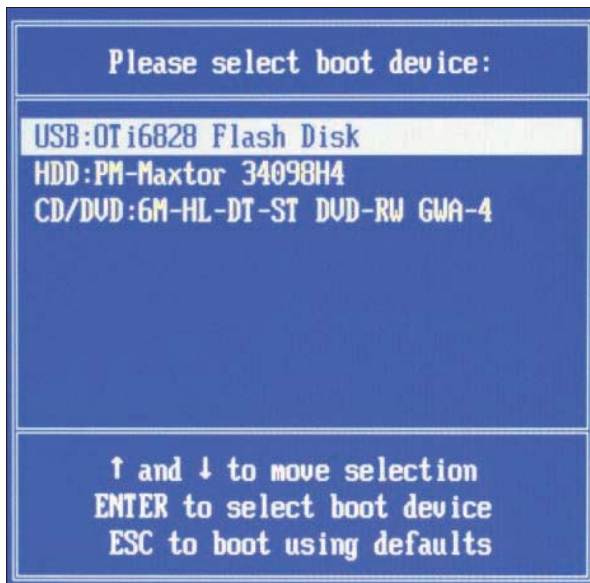 Please select boot device:
USB:OTi6828 Flash Disk
HDD:PM-Maxtor 34098H4
CD/DVD:6M-HL-DT-ST DVD-RW GWA-4
↑ and ↓ to move selection
ENTER to select boot device
ESC to boot using defaults